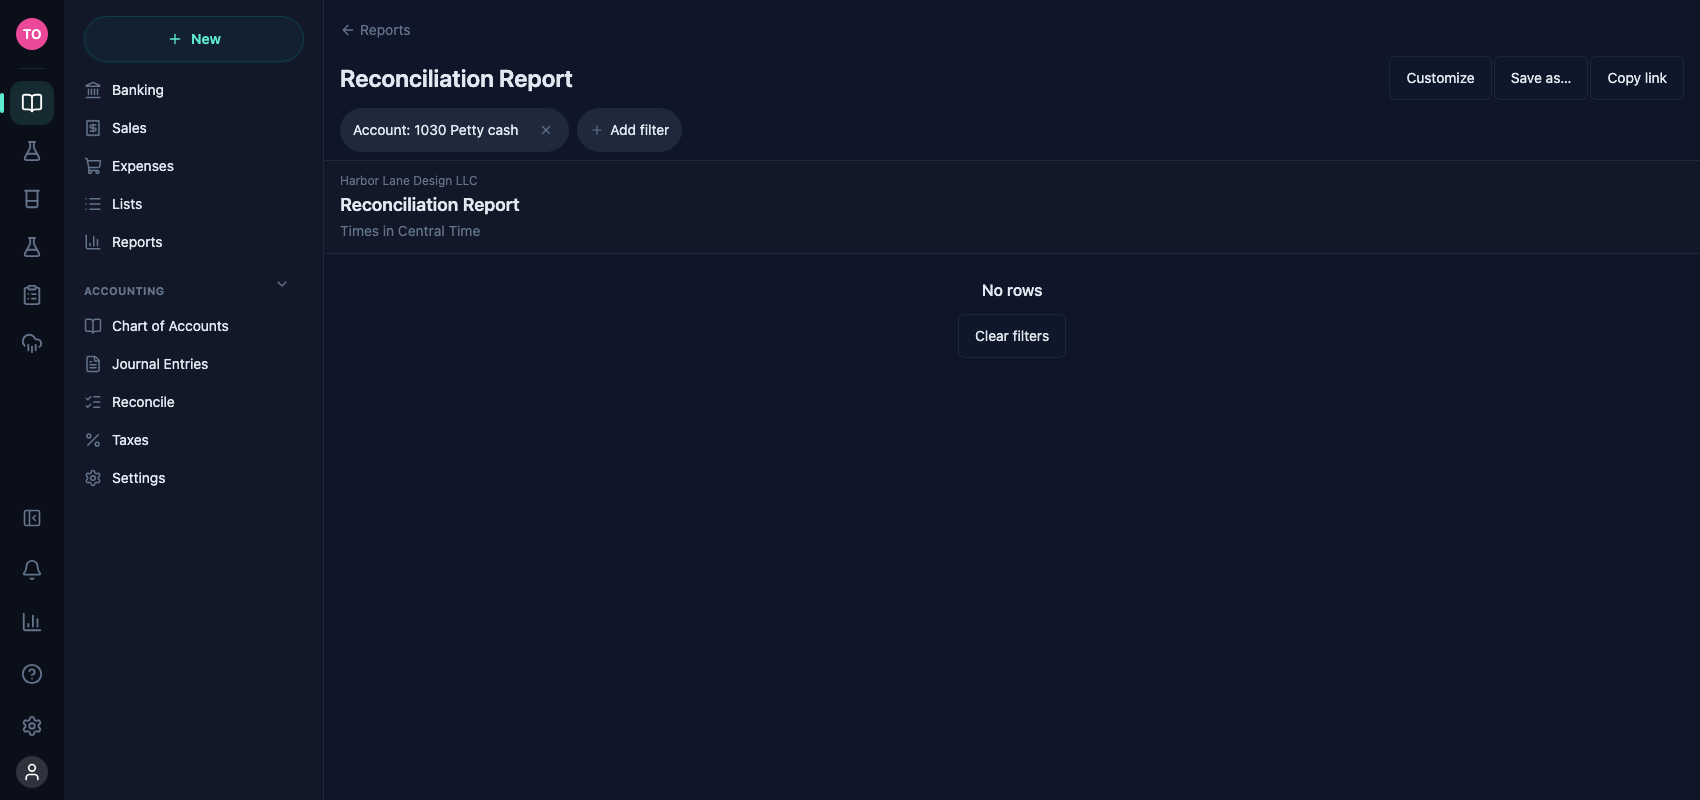 TO
New
Banking
Sales
Expenses
Lists
Reports
ACCOUNTING
Chart of Accounts
Journal Entries
Reconcile
Taxes
Settings
Reports
Reconciliation Report
Customize
Save as...
Copy link
Account: 1030 Petty cash
Add filter
Harbor Lane Design LLC
Reconciliation Report
Times in Central Time
No rows
Clear filters